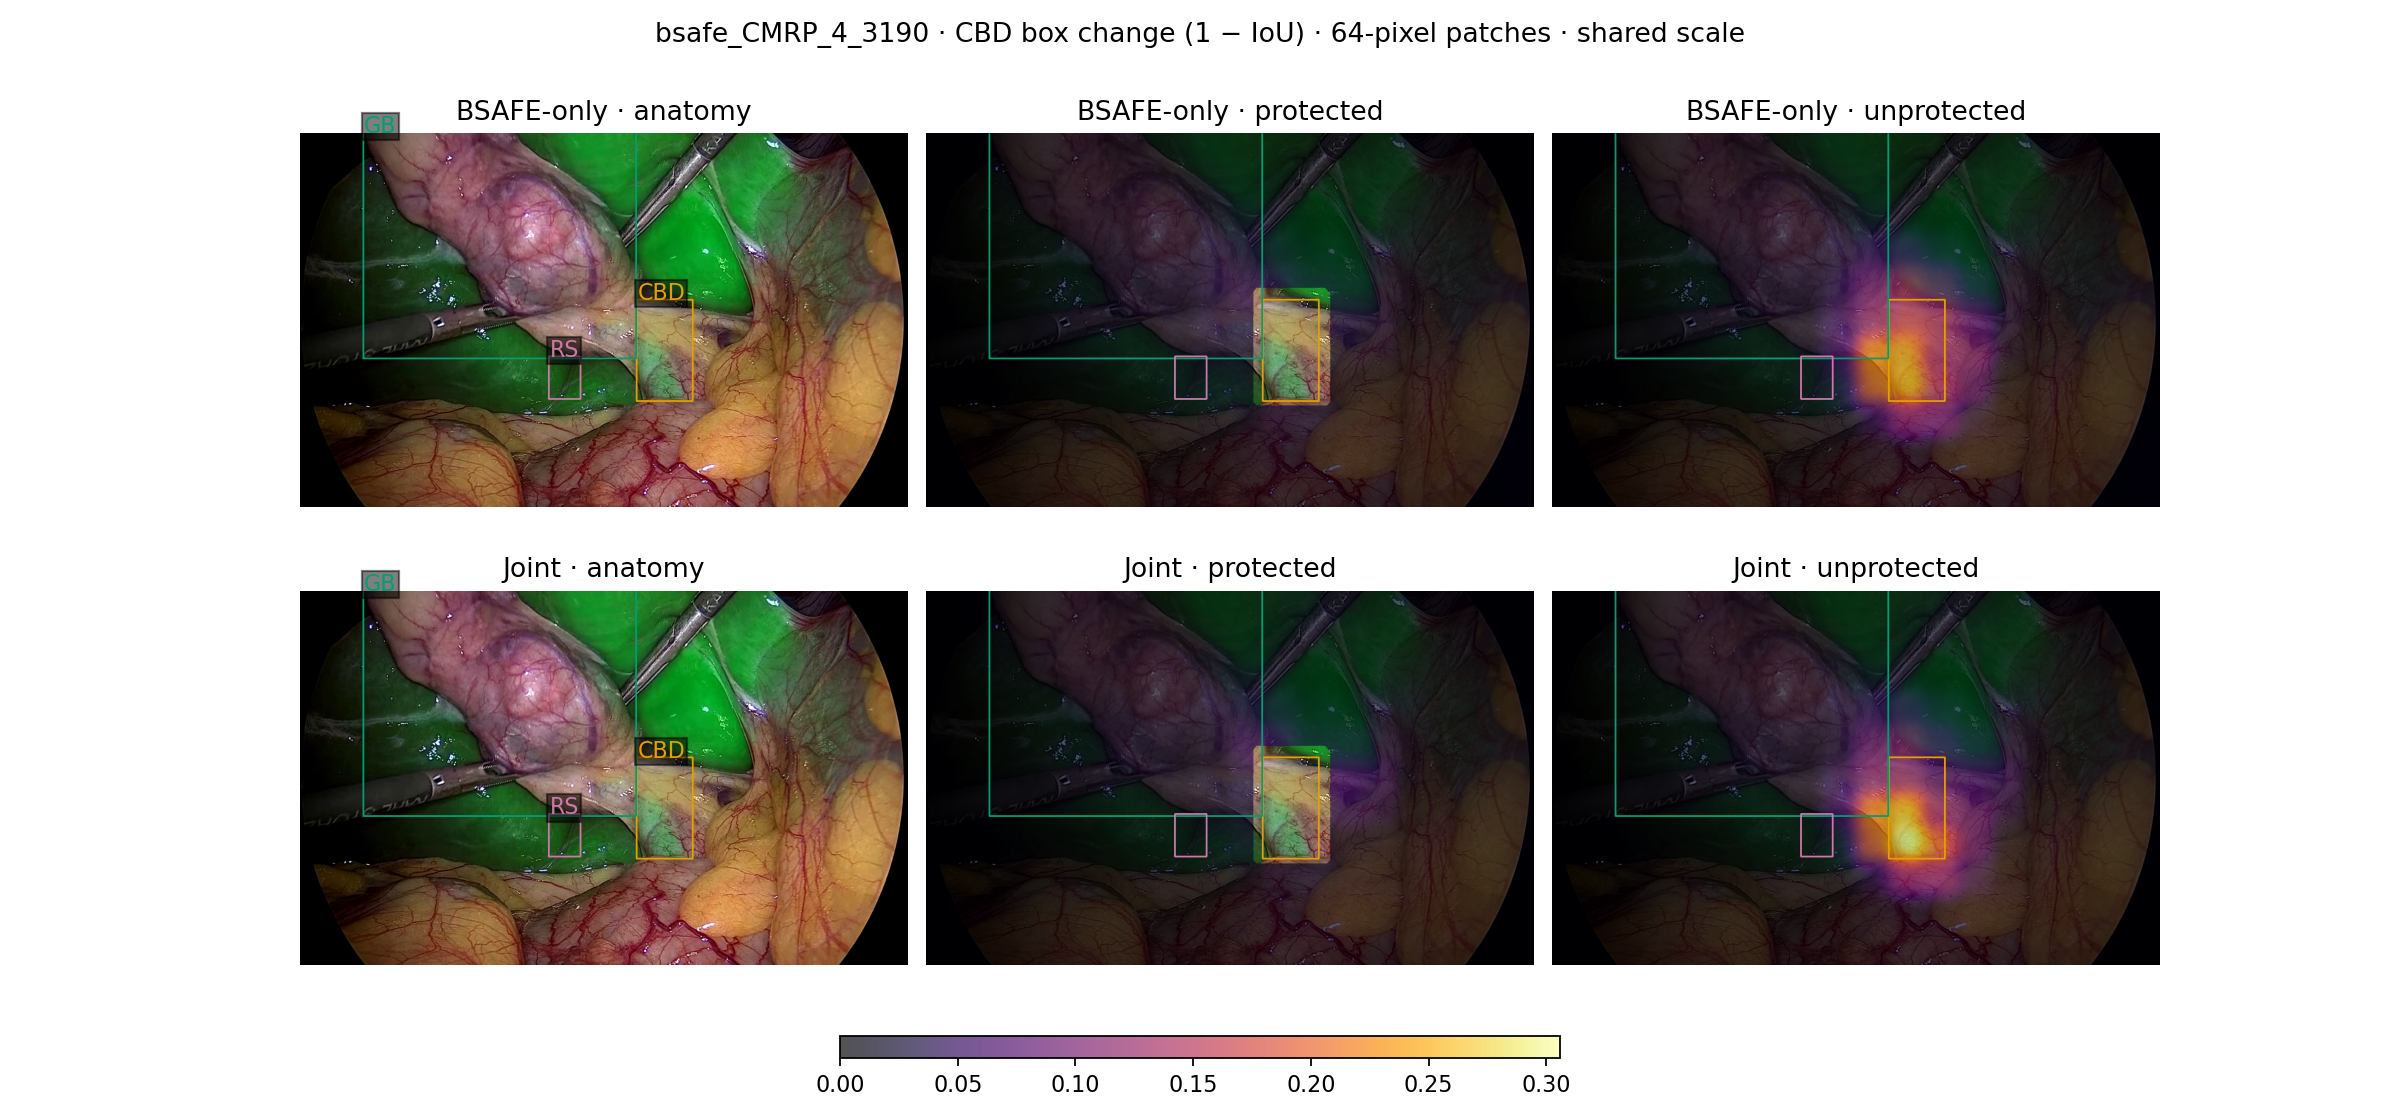 bsafe_CMRP_4_3190 · CBD box change (1 − IoU) · 64-pixel patches · shared scale
BSAFE-only · anatomy
BSAFE-only · protected
BSAFE-only · unprotected
GB
CBD
RS
Joint · anatomy
Joint · protected
Joint · unprotected
GB
CBD
RS
0.00 0.05 0.10 0.15 0.20 0.25 0.30